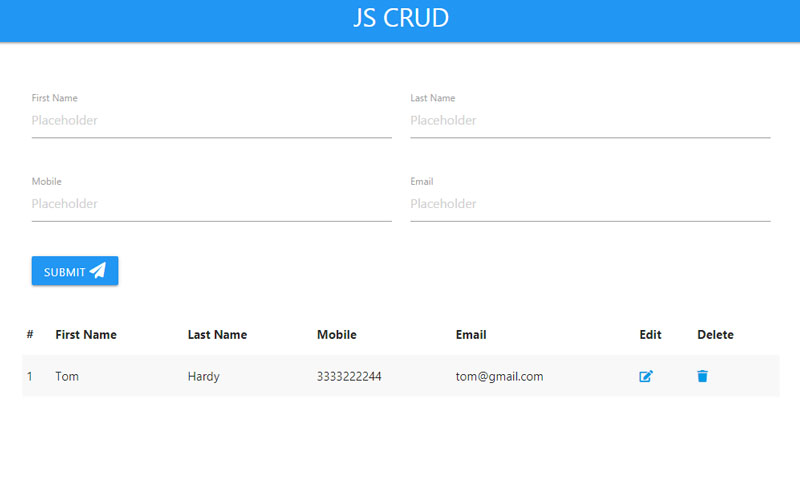 JS CRUD
First Name Last Name
Placeholder Placeholder
Mobile Email
Placeholder Placeholder
SUBMIT
# First Name Last Name Mobile Email Edit Delete
1 Tom Hardy 3333222244 tom@gmail.com